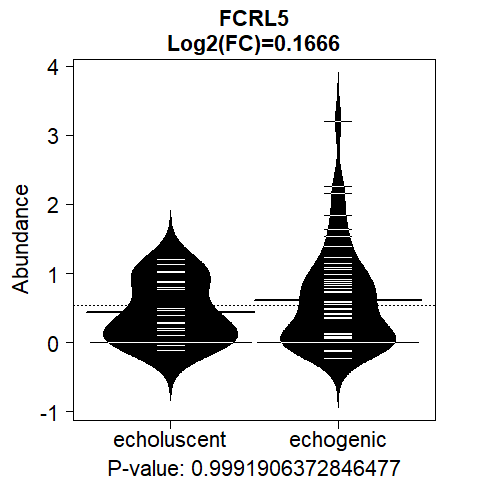 FCRL5
Log2(FC)=0.1666
4
3
2
1
0
-1
Abundance
echoluscent echogenic
P-value: 0.9991906372846477